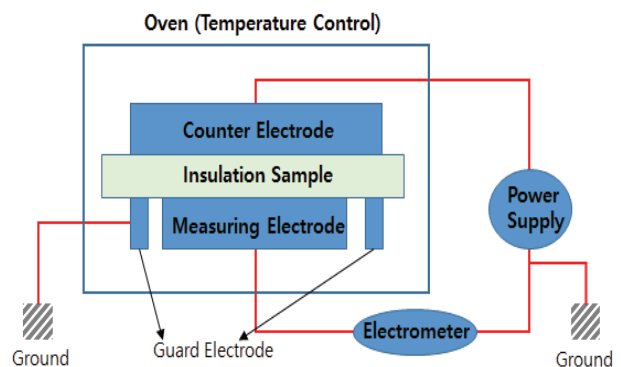 Oven (Temperature Control)
Counter Electrode
Insulation Sample
Measuring Electrode
Power
Supply
Electrometer
Guard Electrode
Ground
Ground